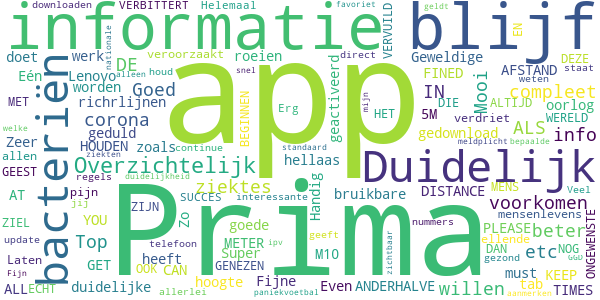 downloaden VERBITTERT Helemaal favoriet geldt
informatie blijf
doet Eén werk DE veroorzaakt roeien nationale direct VERVUILD Geweldige EN DEZE
bacteriën app
Lenovo alleen houd snel AFSTAND weten staat
worden Goed Erg mijn FINED IN Mooi compleet
MET richrlijnen geactiveerd HET 5M DIE ALTIJD oorlog
welke corona BEGINNEN gedownload verdriet WERELD
Zeer HOUDEN geduld ALS info
allen ziekten zoals continue standaard meldplicht bepaalde
GEEST Overzichtelijk hellaas Duidelijk
regels duidelijkheid ziektes Handig bruikbare
AT pijn jij Prima DISTANCE MENS voorkomen Veel
ZIEL YOU ZIJN Zo SUCCES interessante nummers mensenlevens
update Top goede PLEASE beter ONGEWENSTE
telefoon METER ipv M10 zichtbaar ellende etc NOG
Laten GET heeft Super geeft willen dan GGD
Fijn OOK CAN GENEZEN hoogte Even gezond must KEEP
ALL ECHT duidelijke allerlei Fijne paniekvoetbal ANDERHALVE tab aanmerken TIMES